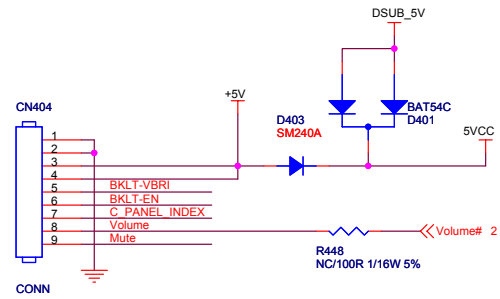 DSUB_5V
+5V
CN404
BAT54C
D401
D403
SM240A
5VCC
1
2
3
4
5 BKLT-VBRI
6 BKLT-EN
7 C_PANEL_INDEX
8 Volume
9 Mute
Volume# 2
R448
NC/100R 1/16W 5%
CONN